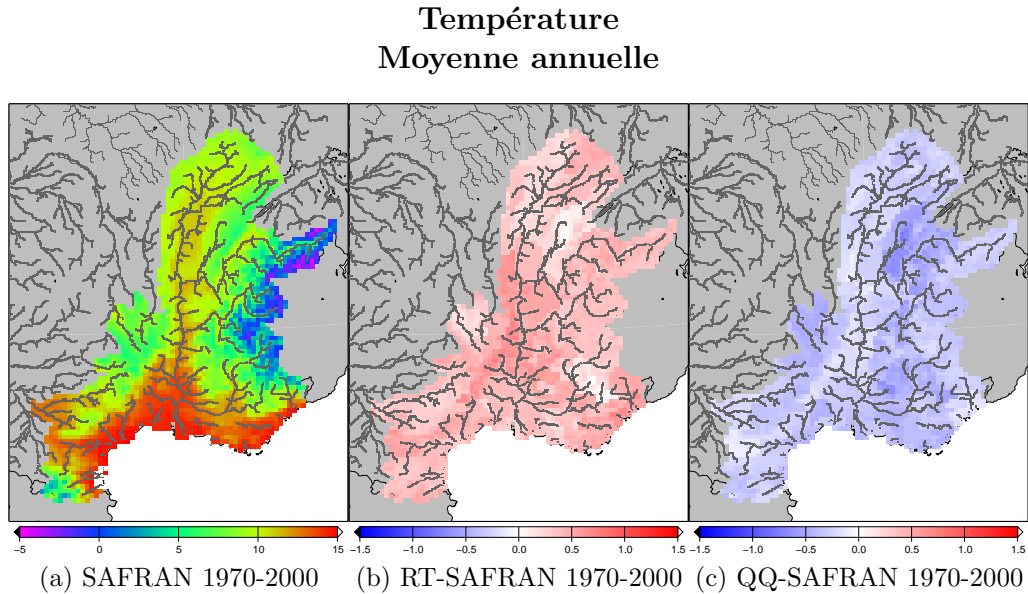 Température
Moyenne annuelle
−5 0 5 10 15
−1.5 −1.0 −0.5 0.0 0.5 1.0 1.5
−1.5 −1.0 −0.5 0.0 0.5 1.0 1.5
(a) SAFRAN 1970-2000
(b) RT-SAFRAN 1970-2000
(c) QQ-SAFRAN 1970-2000